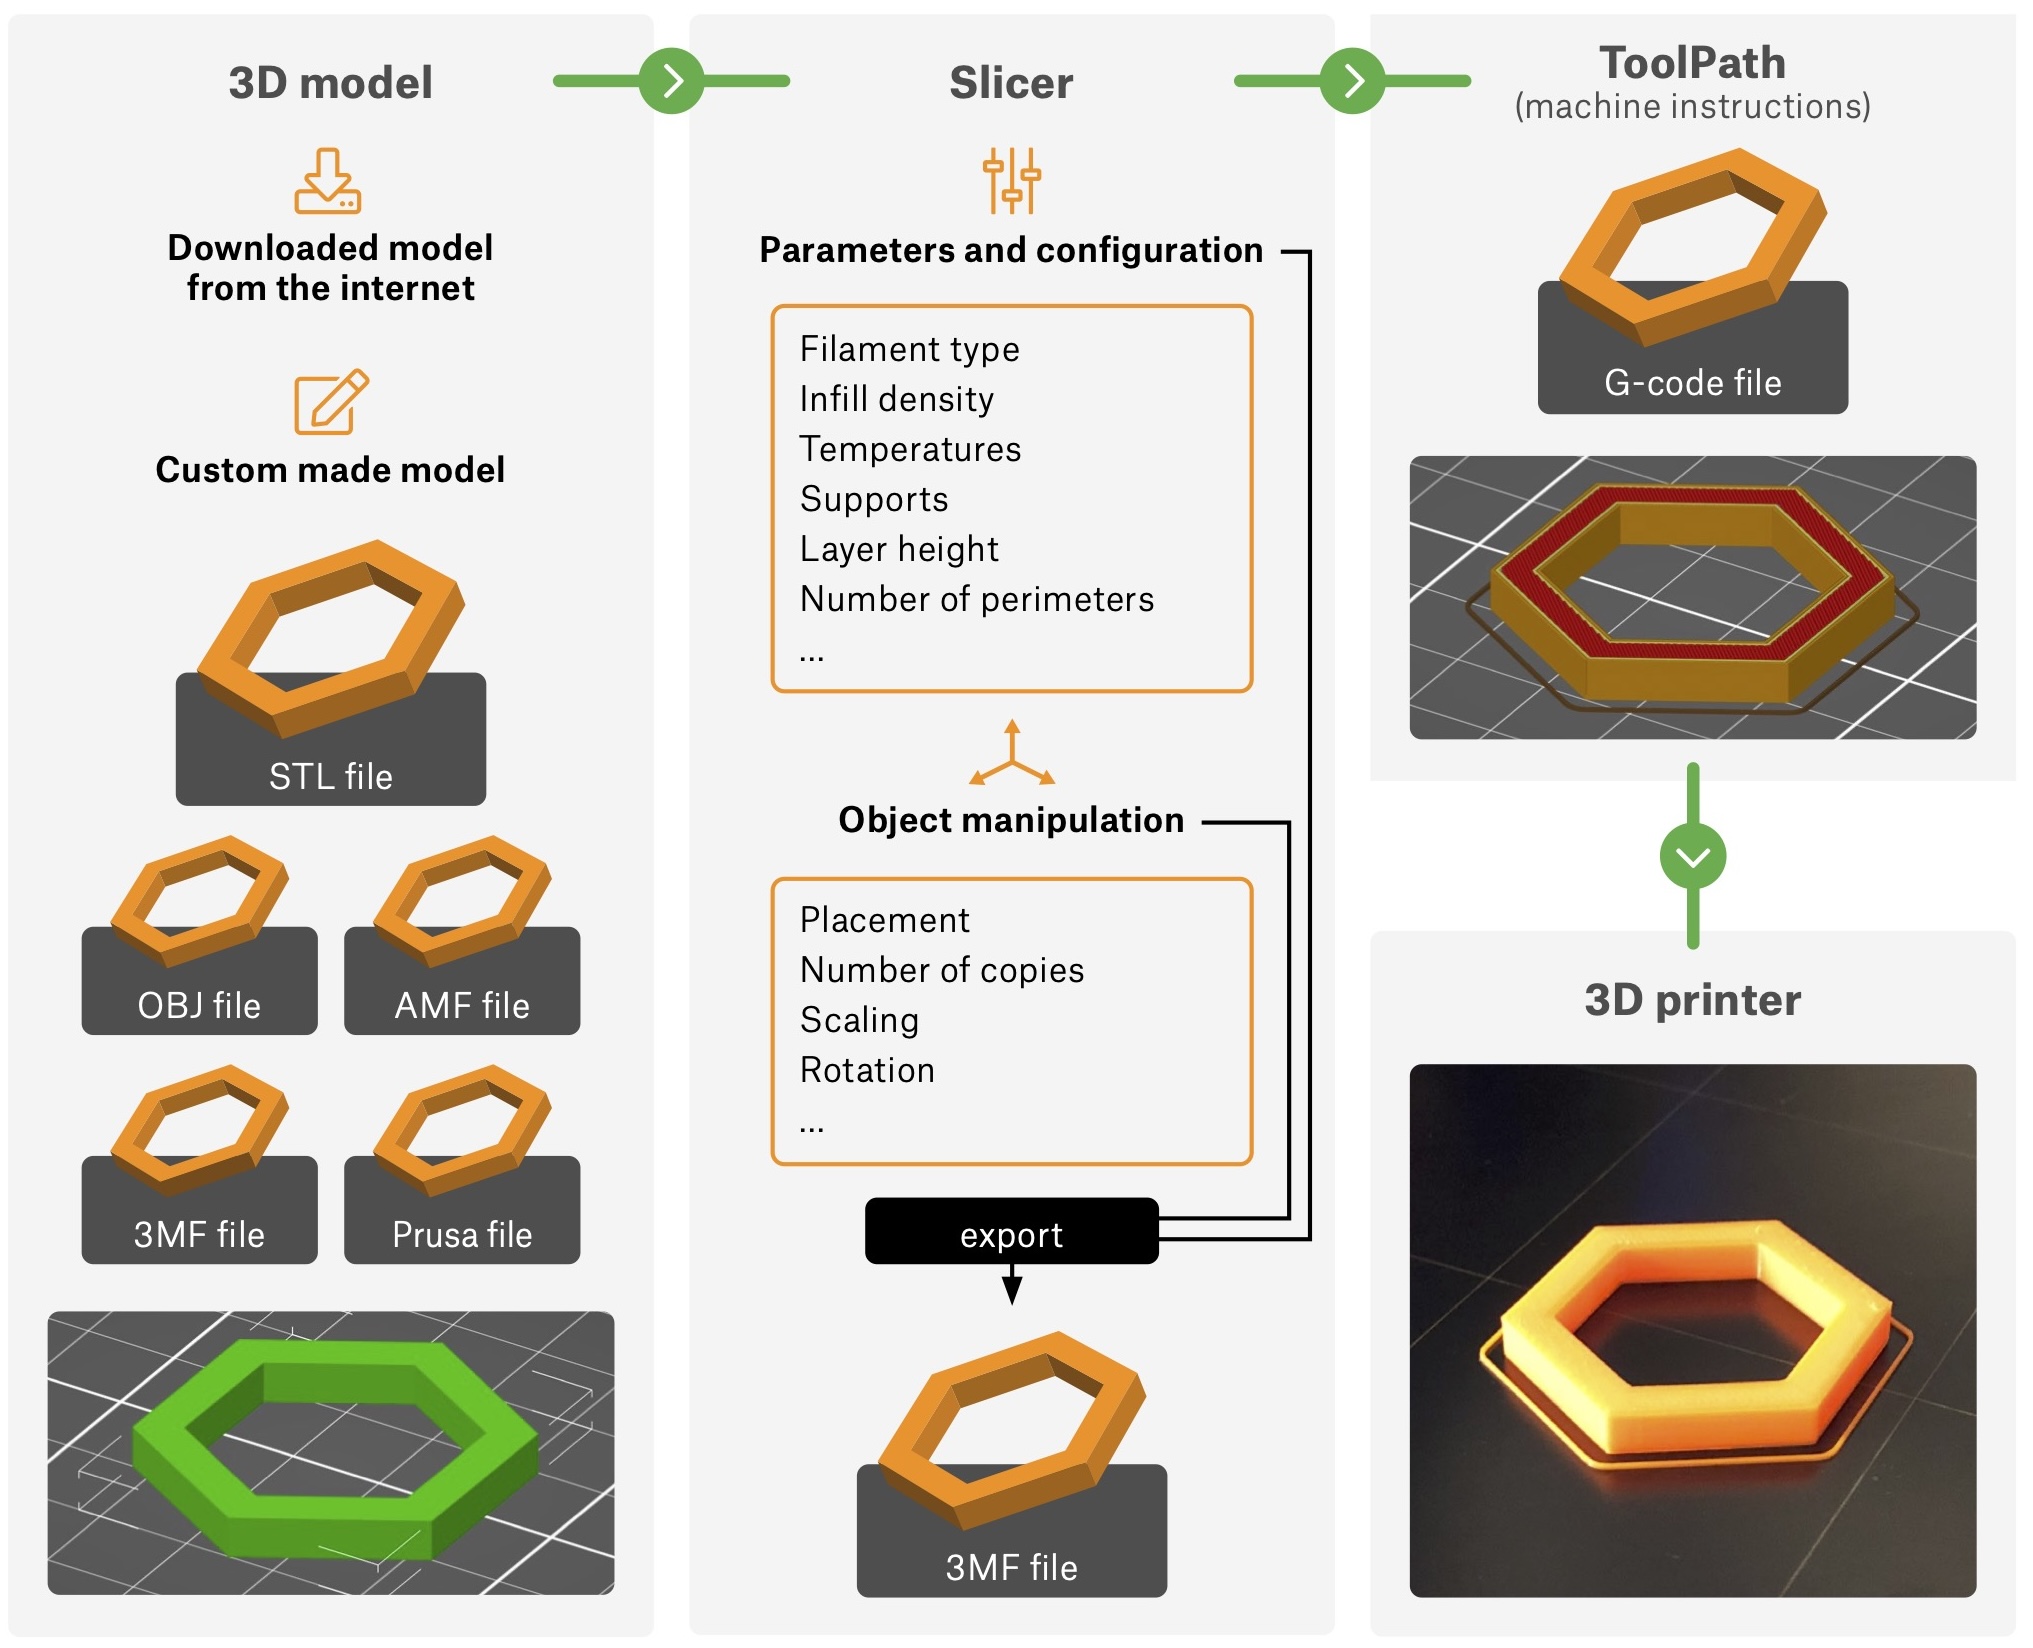 3D model
Downloaded model
from the internet
Custom made model
STL file
OBJ file
AMF file
3MF file
Prusa file
Slicer
Parameters and configuration
Filament type
Infill density
Temperatures
Supports
Layer height
Number of perimeters
...
Object manipulation
Placement
Number of copies
Scaling
Rotation
...
export
3MF file
ToolPath
(machine instructions)
G-code file
3D printer